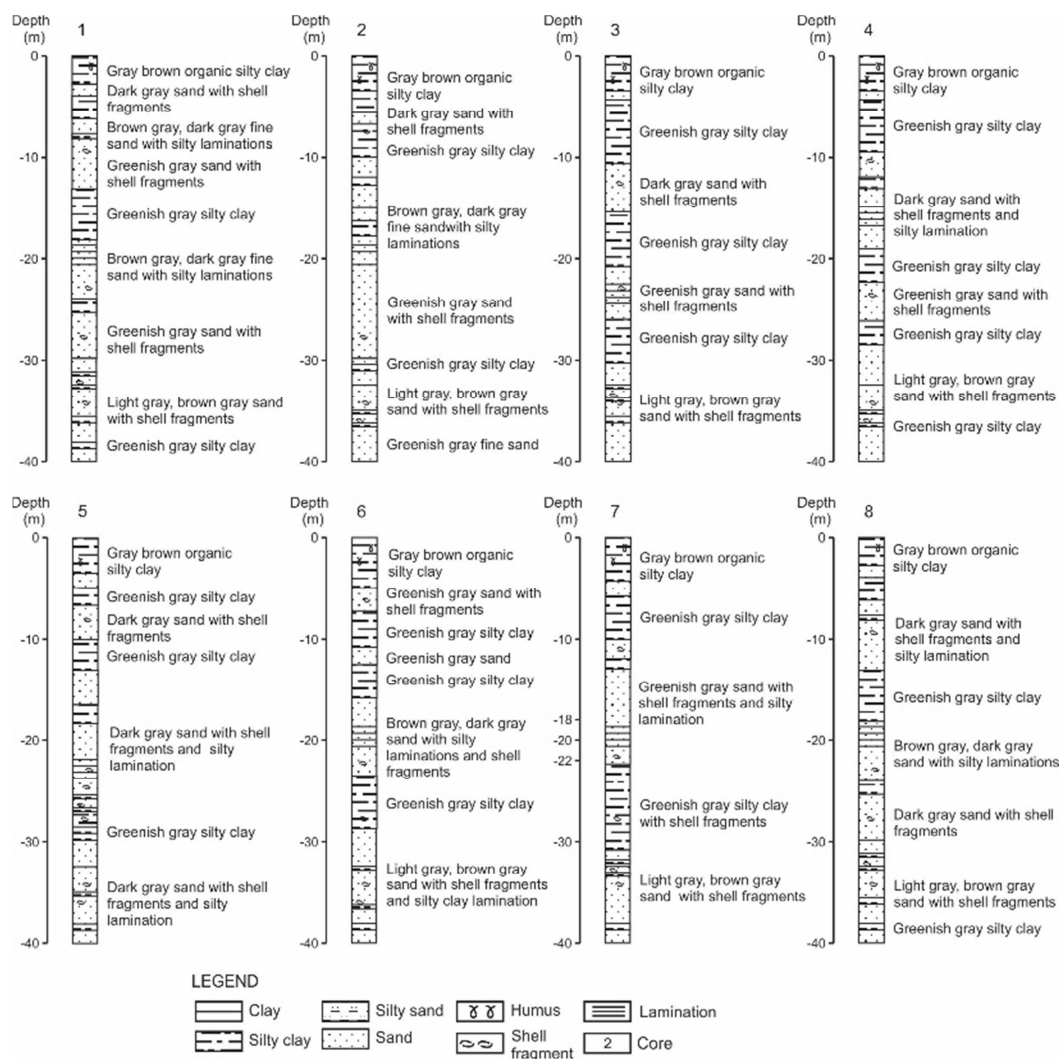 Depth
(m)
1
0
-10
-20
-30
-40
Gray brown organic silty clay
Dark gray sand with shell
fragments
Brown gray, dark gray fine
sand with silty laminations
Greenish gray sand with
shell fragments
Greenish gray silty clay
Brown gray, dark gray fine
sand with silty laminations
Greenish gray sand with
shell fragments
Light gray, brown gray sand
with shell fragments
Greenish gray silty clay
Depth
(m)
2
0
-10
-20
-30
-40
Gray brown organic
silty clay
Dark gray sand with
shell fragments
Greenish gray silty clay
Brown gray, dark gray
fine sandwith silty
laminations
Greenish gray sand
with shell fragments
Greenish gray silty clay
Light gray, brown gray
sand with shell fragments
Greenish gray fine sand
Depth
(m)
3
0
-10
-20
-30
-40
Gray brown organic
silty clay
Greenish gray silty clay
Dark gray sand with
shell fragments
Greenish gray silty clay
Greenish gray sand with
shell fragments
Greenish gray silty clay
Light gray, brown gray
sand with shell fragments
Depth
(m)
4
0
-10
-20
-30
-40
Gray brown organic
silty clay
Greenish gray silty clay
Dark gray sand with
shell fragments and
silty lamination
Greenish gray silty clay
Greenish gray sand with
shell fragments
Greenish gray silty clay
Light gray, brown gray
sand with shell fragments
Greenish gray silty clay
Depth
(m)
5
0
-10
-20
-30
-40
Gray brown organic
silty clay
Greenish gray silty clay
Dark gray sand with shell
fragments
Greenish gray silty clay
Dark gray sand with shell
fragments and silty
lamination
Greenish gray silty clay
Dark gray sand with shell
fragments and silty
lamination
Depth
(m)
6
0
-10
-20
-30
-40
Gray brown organic
silty clay
Greenish gray sand with
shell fragments
Greenish gray silty clay
Greenish gray sand
Greenish gray silty clay
Brown gray, dark gray
sand with silty
laminations and shell
fragments
Greenish gray silty clay
Light gray, brown gray
sand with shell fragments
and silty clay lamination
Depth
(m)
7
0
-10
-18
-20
-22
-30
-40
Gray brown organic
silty clay
Greenish gray silty clay
Greenish gray sand with
shell fragments and silty
lamination
Greenish gray silty clay
with shell fragments
Light gray, brown gray
sand with shell fragments
Depth
(m)
8
0
-10
-20
-30
-40
Gray brown organic
silty clay
Dark gray sand with
shell fragments and
silty lamination
Greenish gray silty clay
Brown gray, dark gray
sand with silty laminations
Dark gray sand with shell
fragments
Light gray, brown gray
sand with shell fragments
Greenish gray silty clay
LEGEND
Clay
Silty sand
Humus
Lamination
Silty clay
Sand
Shell
fragment
2
Core